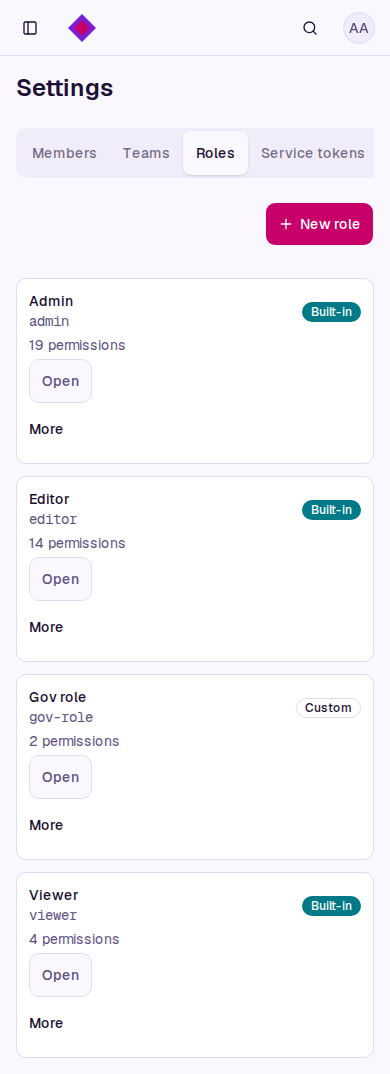 AA
Settings
Members Teams Roles Service tokens
+ New role
Admin
Built-in
admin
19 permissions
Open
More
Editor
Built-in
editor
14 permissions
Open
More
Gov role
Custom
gov-role
2 permissions
Open
More
Viewer
Built-in
viewer
4 permissions
Open
More